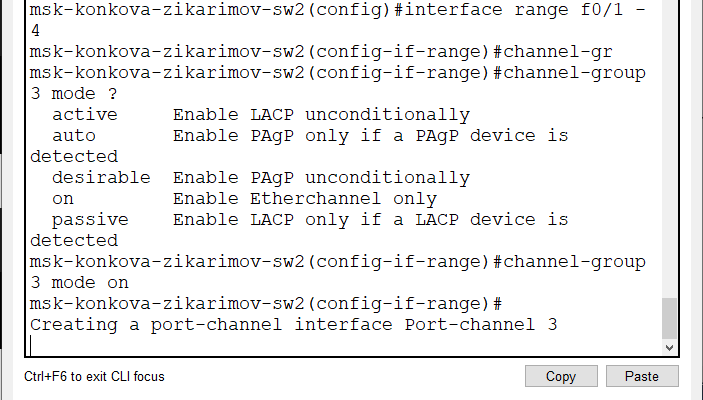 msk-konkova-zikarimov-sw2(config)#interface range f0/1 -
4
msk-konkova-zikarimov-sw2(config-if-range)#channel-gr
msk-konkova-zikarimov-sw2(config-if-range)#channel-group
3 mode ?
  active     Enable LACP unconditionally
  auto       Enable PAgP only if a PAgP device is
detected
  desirable  Enable PAgP unconditionally
  on         Enable Etherchannel only
  passive    Enable LACP only if a LACP device is
detected
msk-konkova-zikarimov-sw2(config-if-range)#channel-group
3 mode on
msk-konkova-zikarimov-sw2(config-if-range)#
Creating a port-channel interface Port-channel 3
Ctrl+F6 to exit CLI focus
Copy
Paste